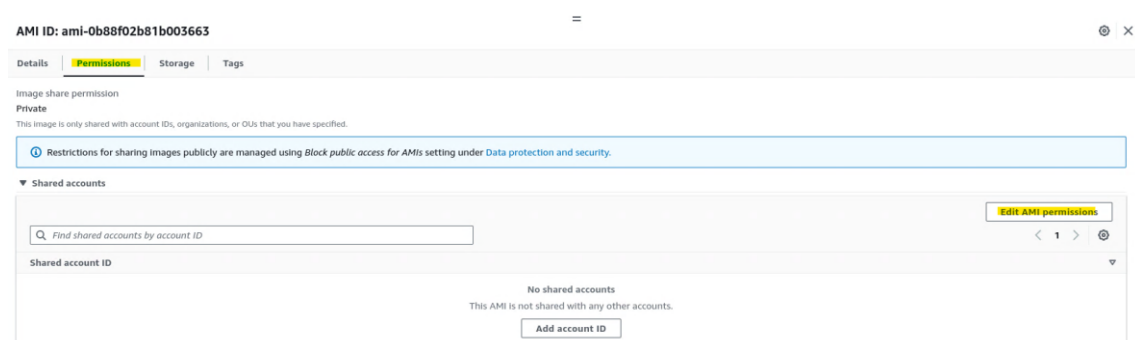 AMI ID: ami-0b88f02b81b003663
Details Permissions Storage Tags
Image share permission
Private
This image is only shared with account IDs, organizations, or OUs that you have specified.
Restrictions for sharing images publicly are managed using Block public access for AMIs setting under Data protection and security.
Shared accounts
Edit AMI permissions
Find shared accounts by account ID
1
Shared account ID
No shared accounts
This AMI is not shared with any other accounts.
Add account ID